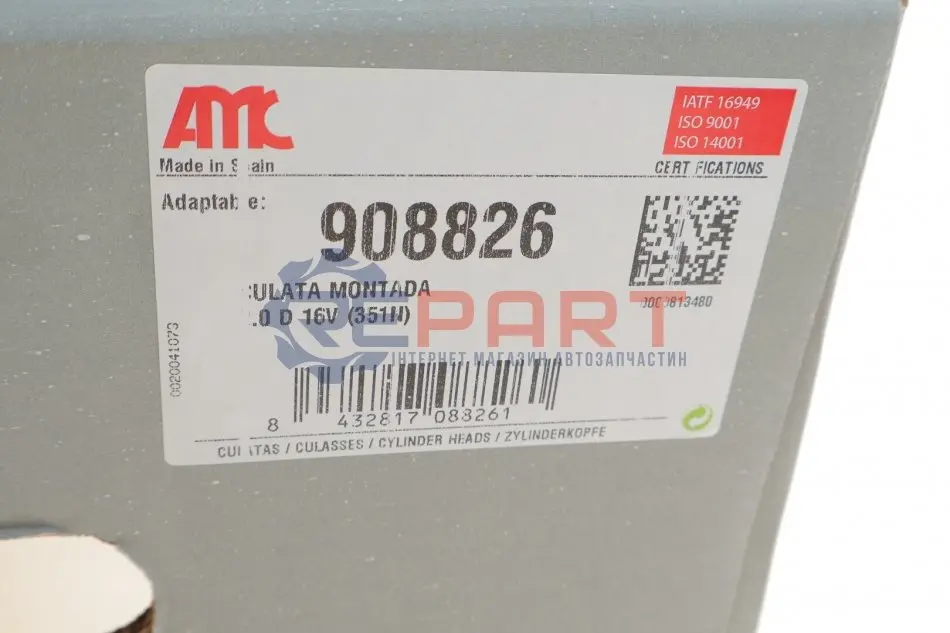 AMC
IATF 16949
ISO 9001
ISO 14001
Made in S ain
CERT FICATIONS
Adaptab e:
908826
ULATA MONTADA
.0 D 16V (351N)
0000813480
REPART
ІНТЕРНЕТ МАГАЗИН АВТОЗАПЧАСТИН
0020041073
8 432817 088261
CUL TAS / CULASSES / CYLINDER HEADS / ZYLINDERKOPFE